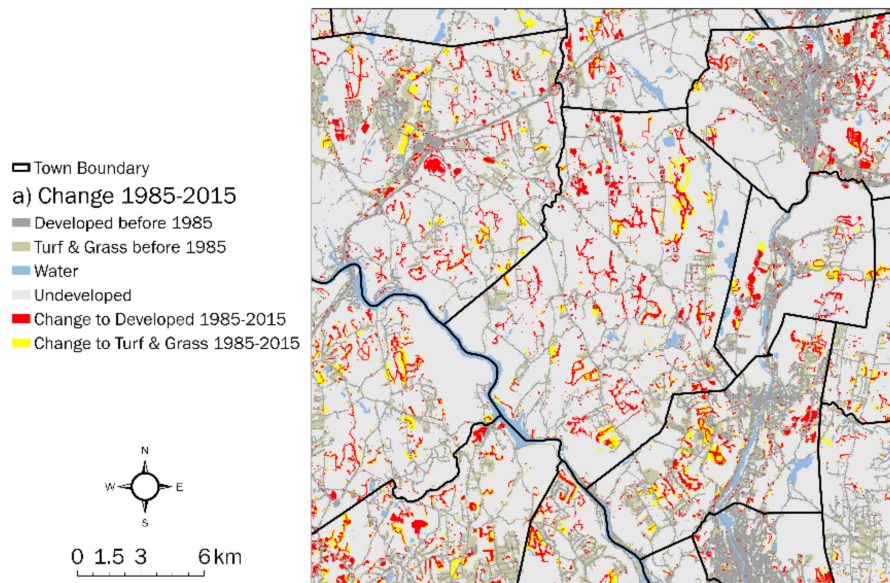 Town Boundary
a) Change 1985-2015
Developed before 1985
Turf & Grass before 1985
Water
Undeveloped
Change to Developed 1985-2015
Change to Turf & Grass 1985-2015
N
W E
S
0 1.5 3 6 km